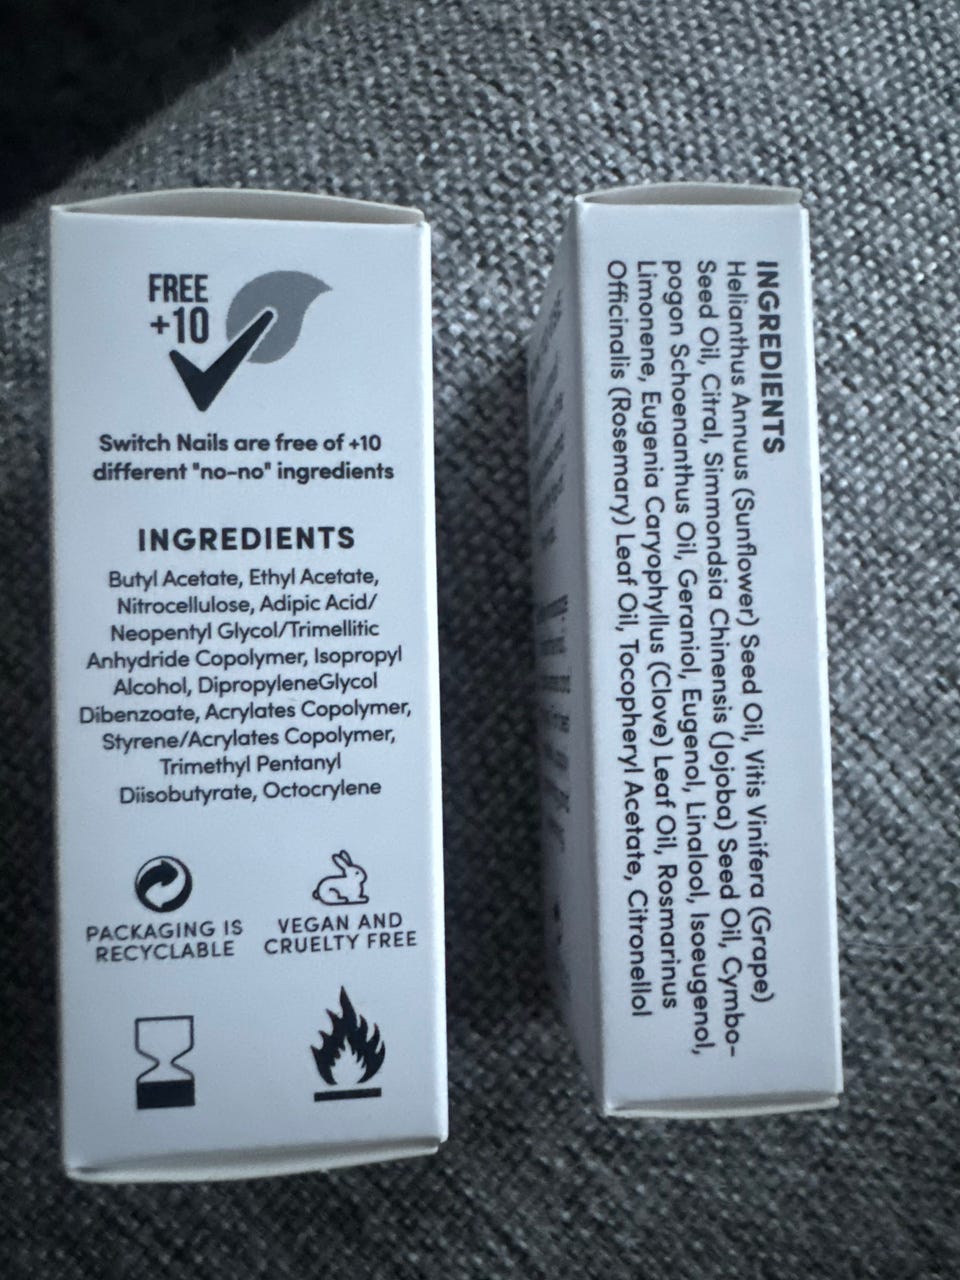 FREE
+10
Switch Nails are free of +10
different "no-no" ingredients
INGREDIENTS
Butyl Acetate, Ethyl Acetate,
Nitrocellulose, Adipic Acid/
Neopentyl Glycol/Trimellitic
Anhydride Copolymer, Isopropyl
Alcohol, DipropyleneGlycol
Dibenzoate, Acrylates Copolymer,
Styrene/Acrylates Copolymer,
Trimethyl Pentanyl
Diisobutyrate, Octocrylene
PACKAGING IS
RECYCLABLE
VEGAN AND
CRUELTY FREE
INGREDIENTS
Helianthus Annuus (Sunflower) Seed Oil, Vitis Vinifera (Grape)
Seed Oil, Citral, Simmondsia Chinensis (Jojoba) Seed Oil, Cymbo-
pogon Schoenanthus Oil, Geraniol, Eugenol, Linalool, Isoeugenol,
Limonene, Eugenia Caryophyllus (Clove) Leaf Oil, Rosmarinus
Officinalis (Rosemary) Leaf Oil, Tocopheryl Acetate, Citronellol